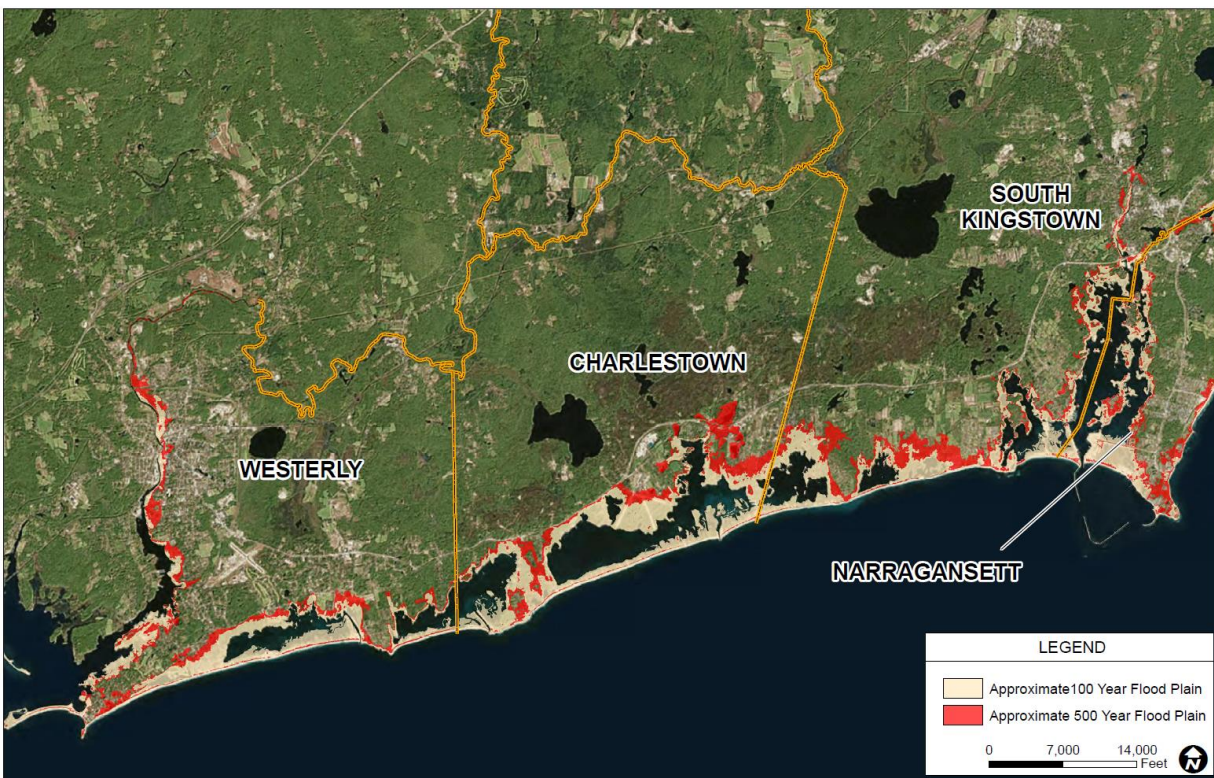 SOUTH
KINGSTOWN
CHARLESTOWN
WESTERLY
NARRAGANSETT
LEGEND
Approximate100 Year Flood Plain
Approximate 500 Year Flood Plain
0 7,000 14,000
Feet
N